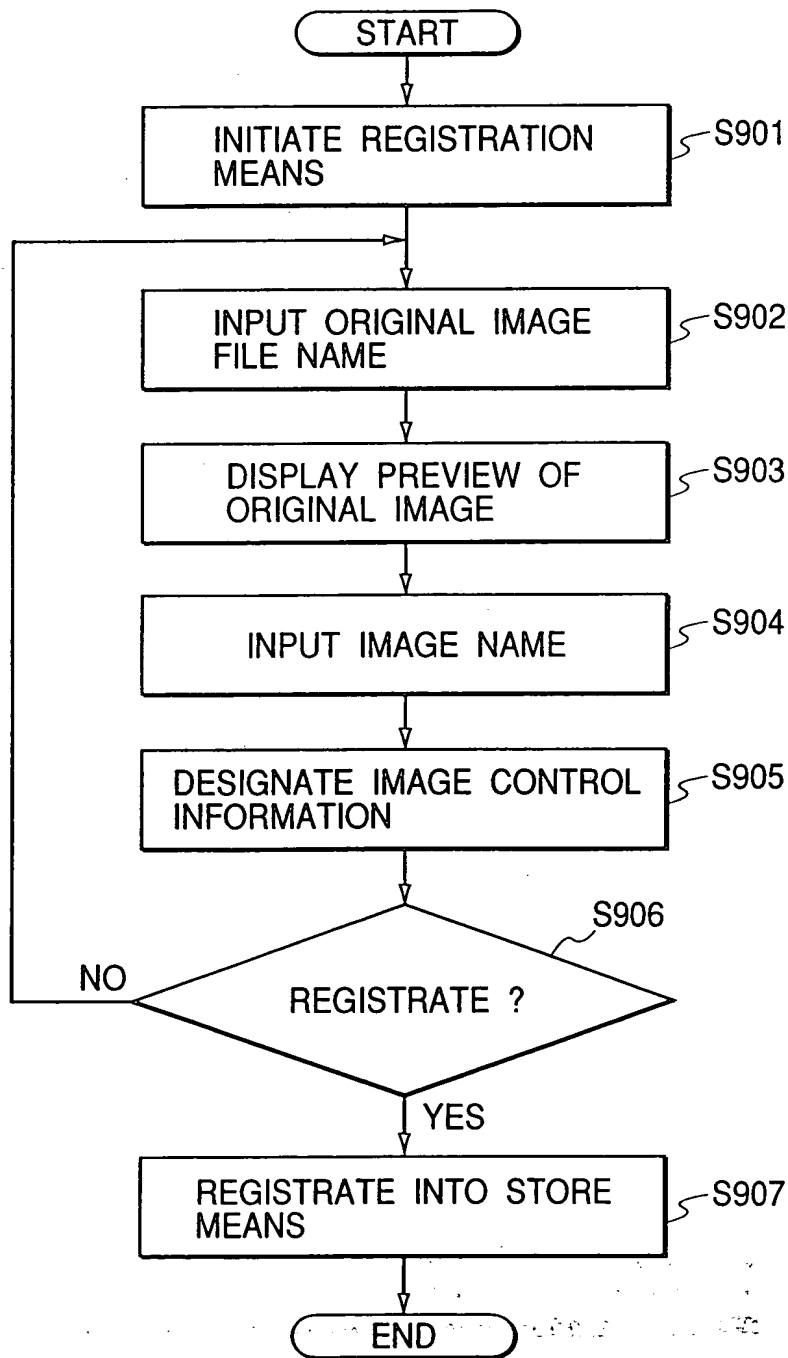 START
INITIATE REGISTRATION
MEANS
S901
INPUT ORIGINAL IMAGE
FILE NAME
S902
DISPLAY PREVIEW OF
ORIGINAL IMAGE
S903
INPUT IMAGE NAME
S904
DESIGNATE IMAGE CONTROL
INFORMATION
S905
S906
NO
REGISTRATE ?
YES
REGISTRATE INTO STORE
MEANS
S907
END